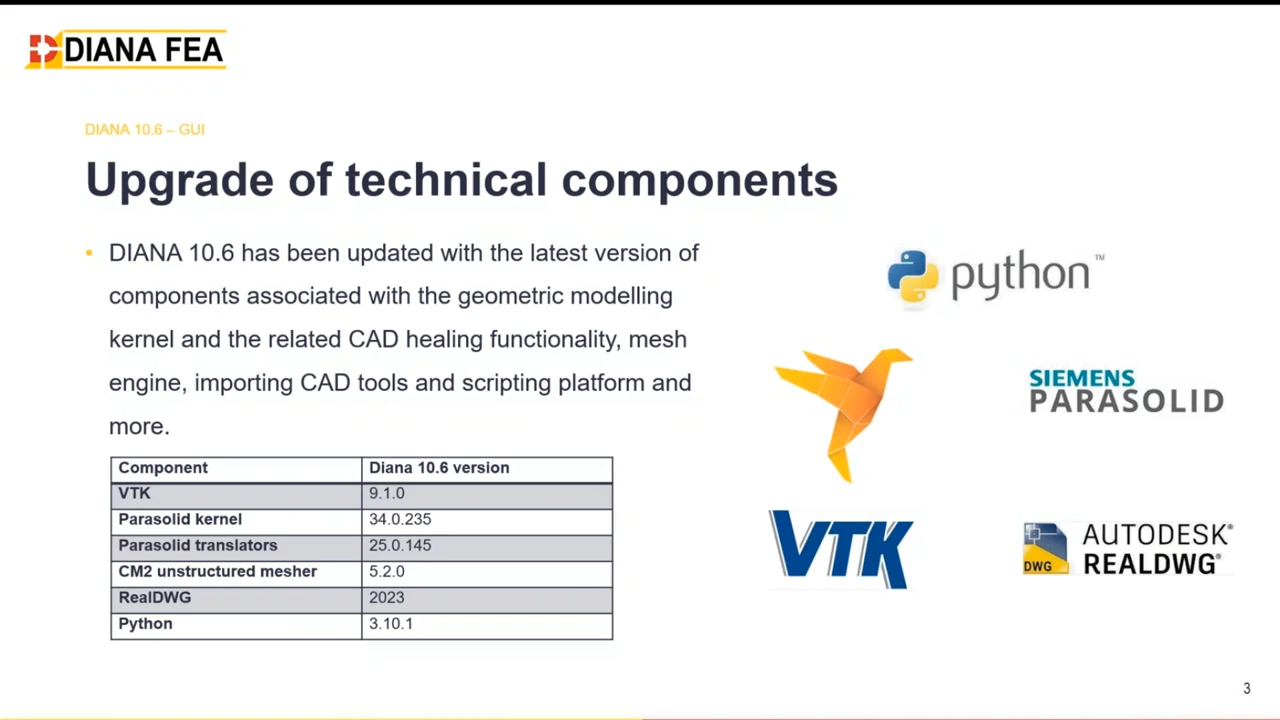 DIANA FEA
DIANA 10.6 – GUI
Upgrade of technical components
• DIANA 10.6 has been updated with the latest version of
components associated with the geometric modelling
kernel and the related CAD healing functionality, mesh
engine, importing CAD tools and scripting platform and
more.
Component Diana 10.6 version
VTK 9.1.0
Parasolid kernel 34.0.235
Parasolid translators 25.0.145
CM2 unstructured mesher 5.2.0
RealDWG 2023
Python 3.10.1
python™
SIEMENS
PARASOLID
VTK
DWG
AUTODESK®
REALDWG®
3